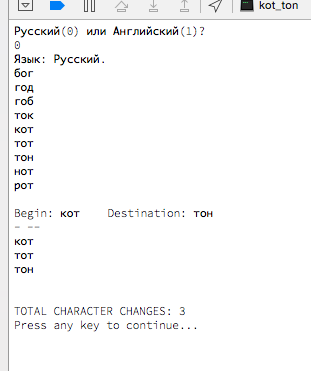 kot_ton
Русский(0) или Английский(1)?
0
Язык: Русский.
бог
год
гоб
ток
кот
тот
тон
нот
рот
Begin: кот    Destination: тон
- --
кот
тот
тон
TOTAL CHARACTER CHANGES: 3
Press any key to continue...